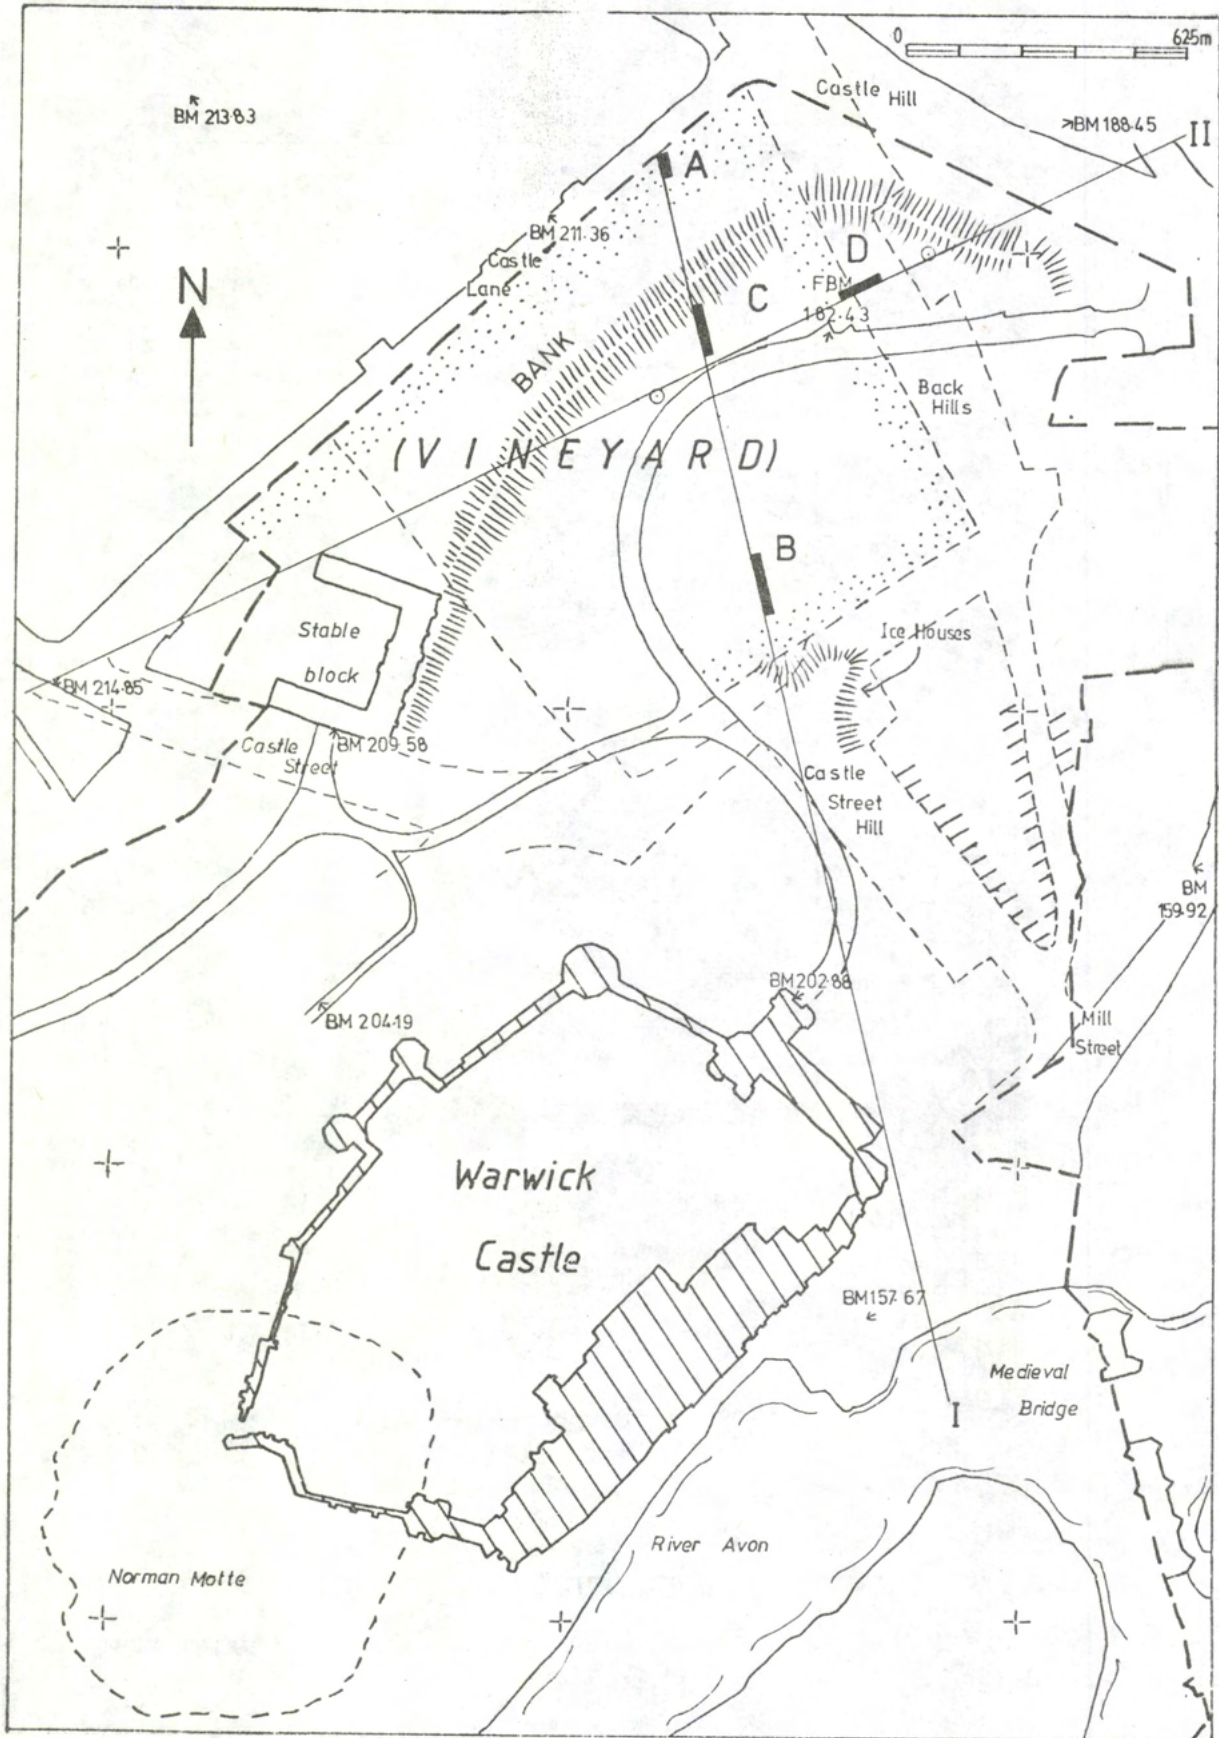 0 625m
Castle Hill
BM 213·83
BM 188·45
II
A
BM 211·36
Castle
Lane
N
D
FBM
182·43
C
BANK
Back
Hills
(VINEYARD)
B
Stable
block
Ice Houses
BM 214·85
Castle
Street
BM 209·58
Castle
Street
Hill
BM
159·92
BM 202·88
BM 204·19
Mill
Street
Warwick
Castle
BM 157·67
Medieval
Bridge
I
River Avon
Norman Motte